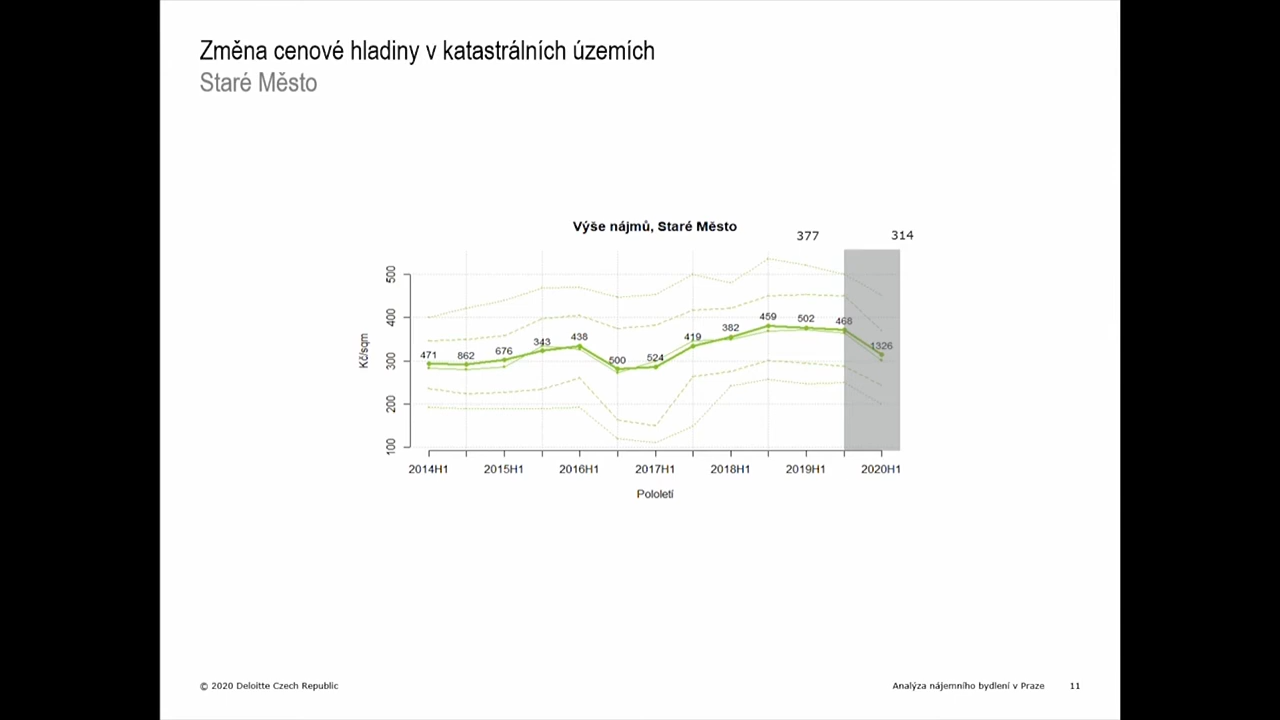 Změna cenové hladiny v katastrálních územích
Staré Město
Výše nájmů, Staré Město
377 314
Kč/sqm
500
400
300
200
100
471 862 676 343 438 500 524 419 382 459 502 468 1326
2014H1 2015H1 2016H1 2017H1 2018H1 2019H1 2020H1
Pololetí
© 2020 Deloitte Czech Republic
Analýza nájemního bydlení v Praze 11